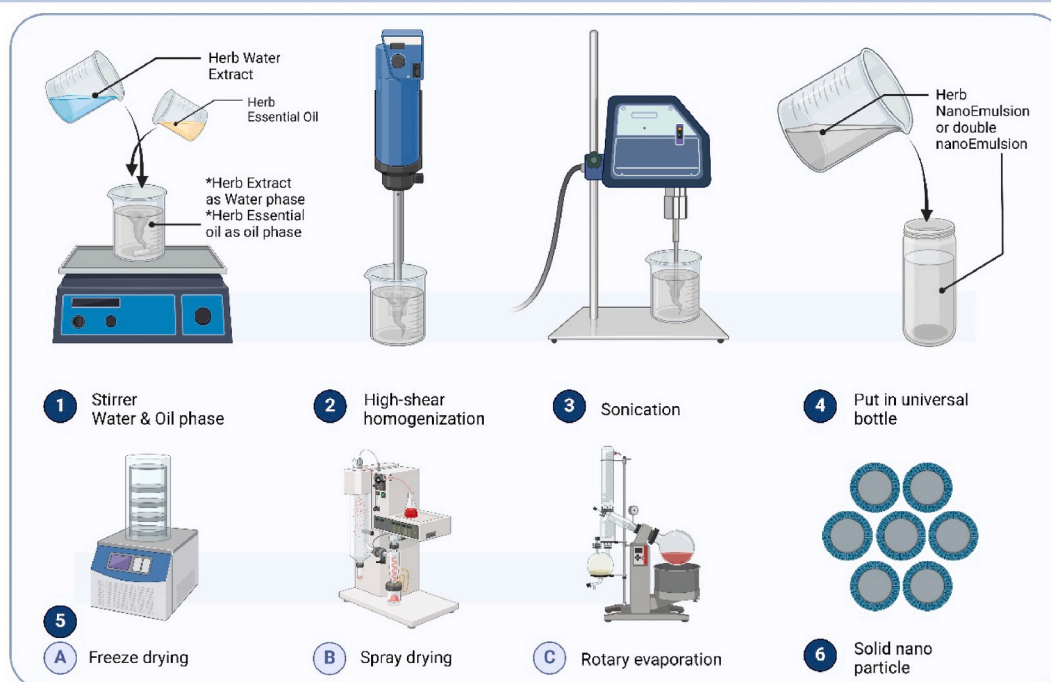 Herb Water
Extract
Herb
Essential Oil
*Herb Extract
as Water phase
*Herb Essential
oil as oil phase
Herb
NanoEmulsion
or double
nanoEmulsion
1 Stirrer
Water & Oil phase
2 High-shear
homogenization
3 Sonication
4 Put in universal
bottle
5
A Freeze drying
B Spray drying
C Rotary evaporation
6 Solid nano
particle